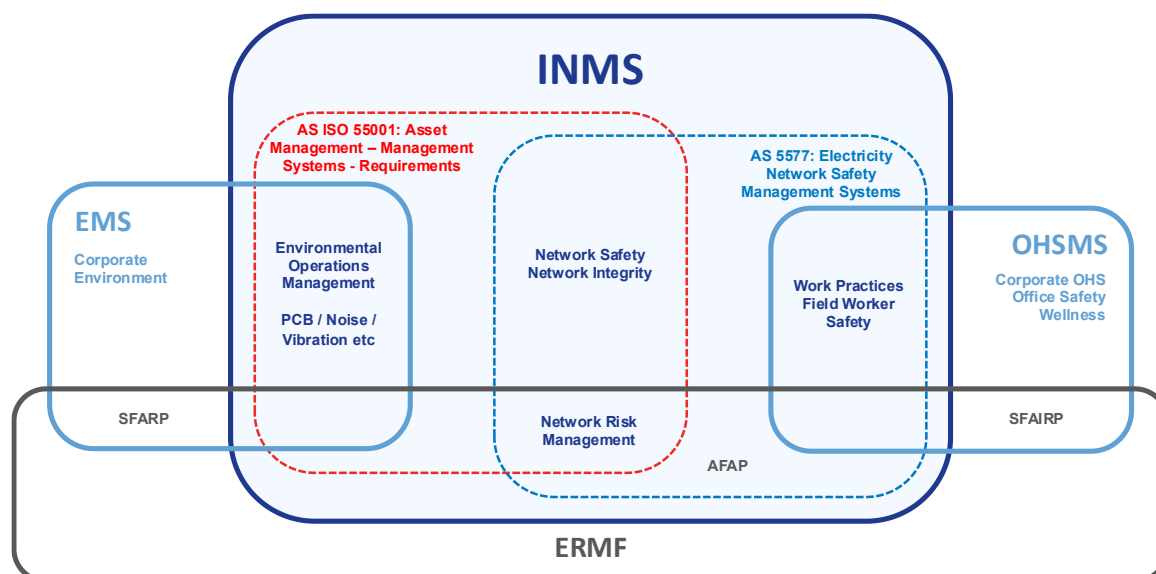 INMS
AS ISO 55001: Asset
Management – Management
Systems - Requirements
AS 5577: Electricity
Network Safety
Management Systems
EMS
Corporate
Environment
Environmental
Operations
Management
PCB / Noise /
Vibration etc
Network Safety
Network Integrity
Work Practices
Field Worker
Safety
OHSMS
Corporate OHS
Office Safety
Wellness
SFARP
Network Risk
Management
SFAIRP
AFAP
ERMF